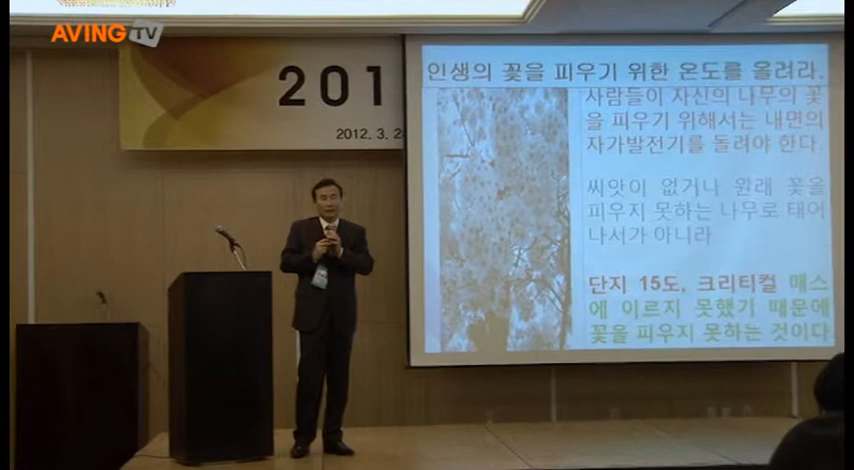 AVING TV
201
2012. 3. 2
인생의 꽃을 피우기 위한 온도를 올려라.
사람들이 자신의 나무의 꽃
을 피우기 위해서는 내면의
자가발전기를 돌려야 한다.
씨앗이 없거나 원래 꽃을
피우지 못하는 나무로 태어
나서가 아니라
단지 15도, 크리티컬 매스
에 이르지 못했기 때문에
꽃을 피우지 못하는 것이다